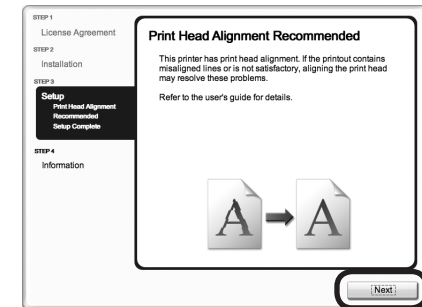 STEP 1
License Agreement
STEP 2
Installation
STEP 3
Setup
Print Head Alignment
Recommended
Setup Complete
STEP 4
Information
Print Head Alignment Recommended
This printer has print head alignment. If the printout contains
misaligned lines or is not satisfactory, aligning the print head
may resolve these problems.
Refer to the user's guide for details.
A
A
Next